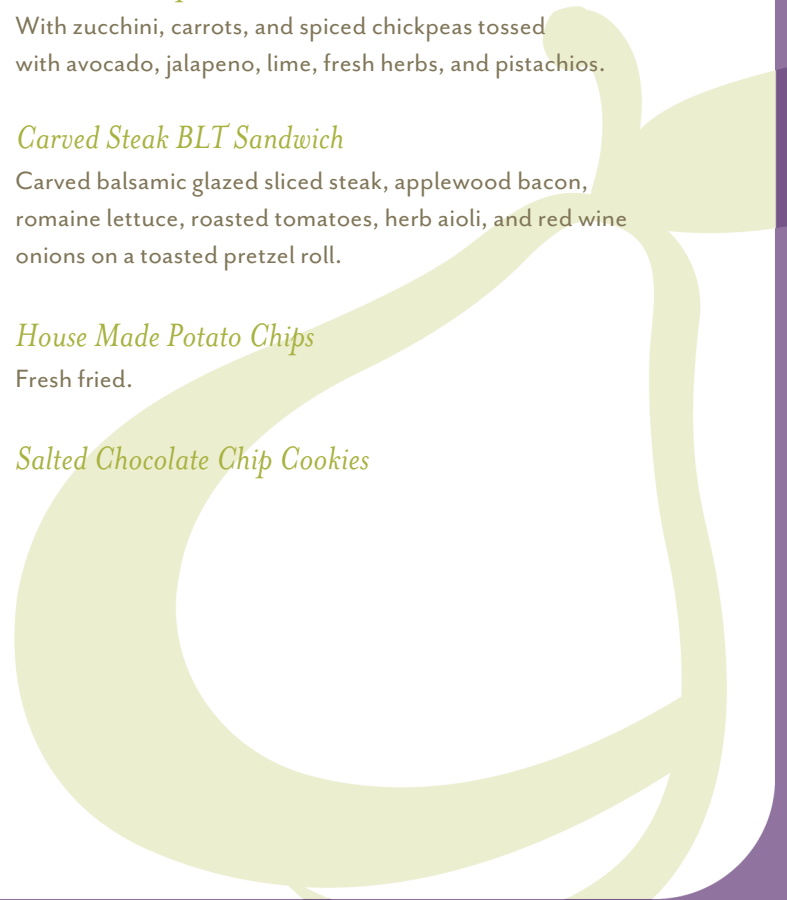 With zucchini, carrots, and spiced chickpeas tossed
with avocado, jalapeno, lime, fresh herbs, and pistachios.
Carved Steak BLT Sandwich
Carved balsamic glazed sliced steak, applewood bacon,
romaine lettuce, roasted tomatoes, herb aioli, and red wine
onions on a toasted pretzel roll.
House Made Potato Chips
Fresh fried.
Salted Chocolate Chip Cookies